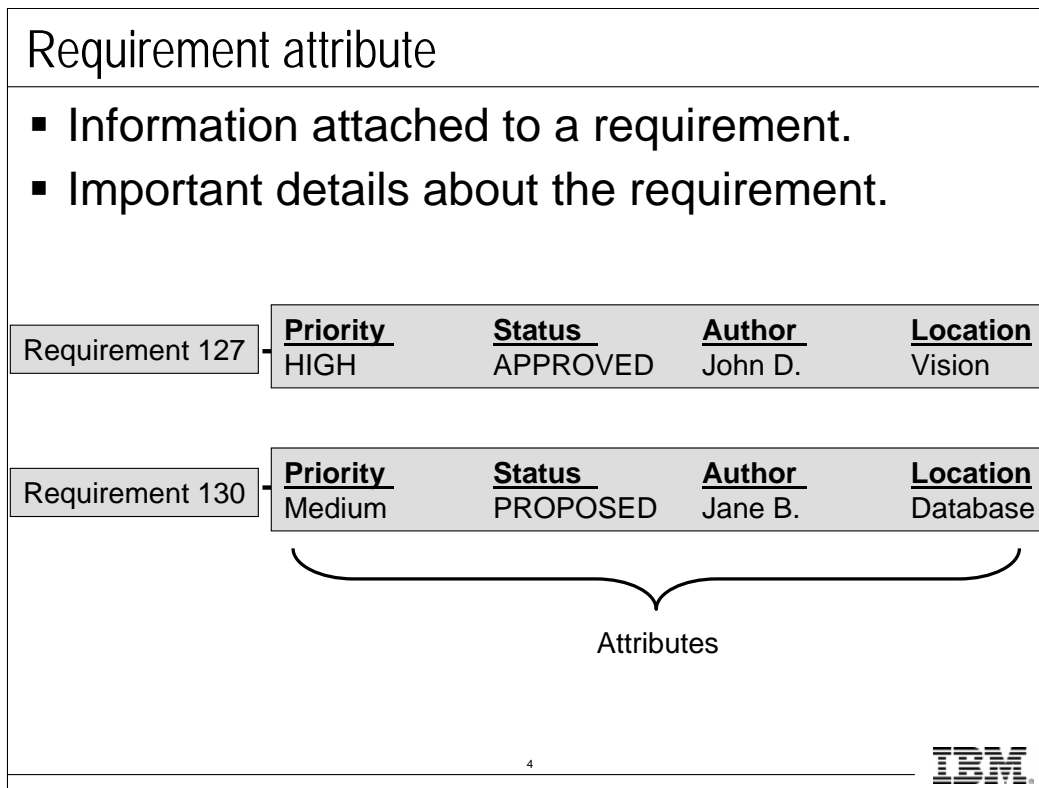 Requirement attribute
▪ Information attached to a requirement.
▪ Important details about the requirement.
Requirement 127
Priority Status Author Location
HIGH APPROVED John D. Vision
Requirement 130
Priority Status Author Location
Medium PROPOSED Jane B. Database
Attributes
4
IBM.